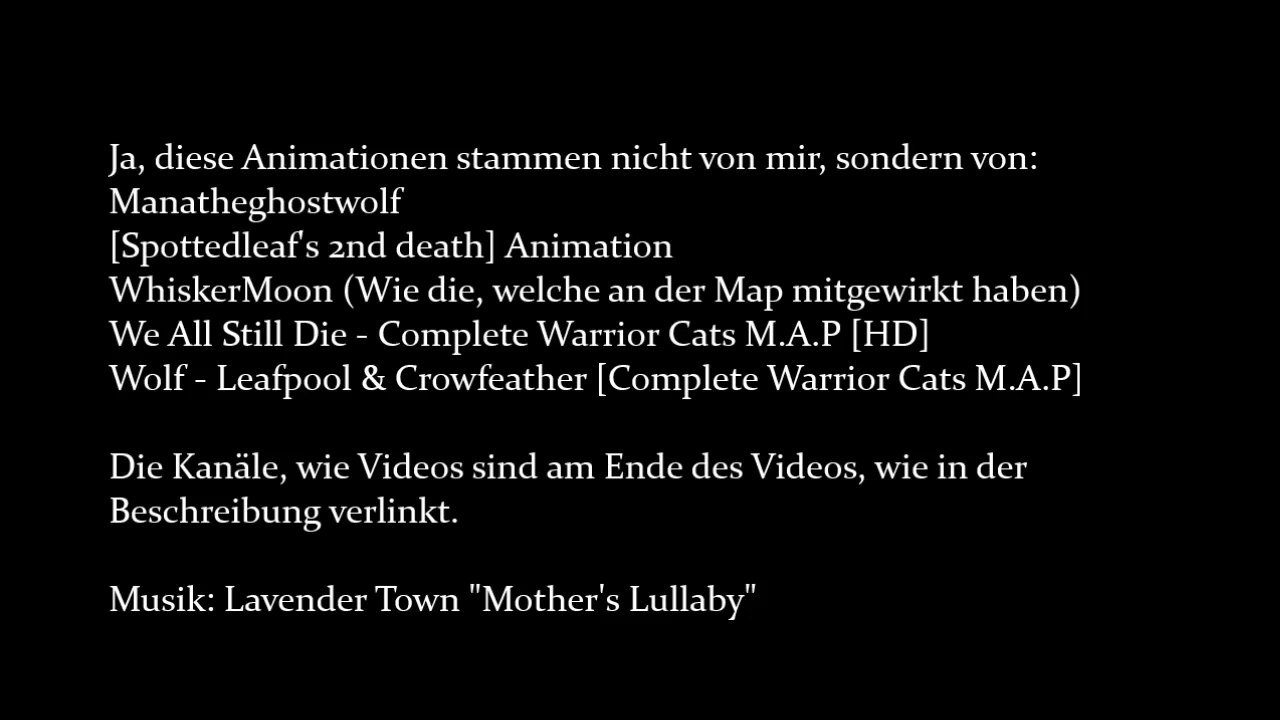 Ja, diese Animationen stammen nicht von mir, sondern von:
Manatheghostwolf
[Spottedleaf's 2nd death] Animation
WhiskerMoon (Wie die, welche an der Map mitgewirkt haben)
We All Still Die - Complete Warrior Cats M.A.P [HD]
Wolf - Leafpool & Crowfeather [Complete Warrior Cats M.A.P]
Die Kanäle, wie Videos sind am Ende des Videos, wie in der
Beschreibung verlinkt.
Musik: Lavender Town "Mother's Lullaby"